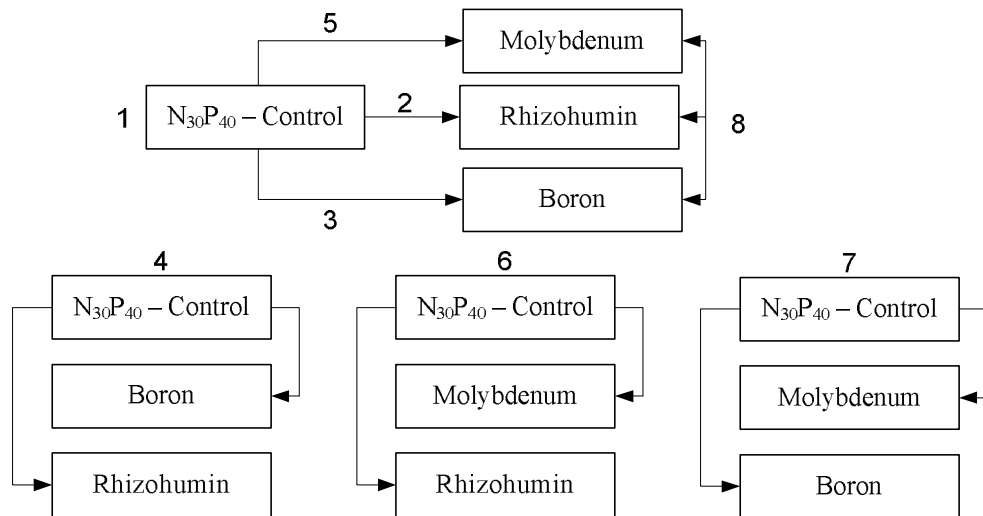 5
Molybdenum
1
N₃₀P₄₀ – Control
2
Rhizohumin
8
3
Boron
4
N₃₀P₄₀ – Control
Boron
Rhizohumin
6
N₃₀P₄₀ – Control
Molybdenum
Rhizohumin
7
N₃₀P₄₀ – Control
Molybdenum
Boron